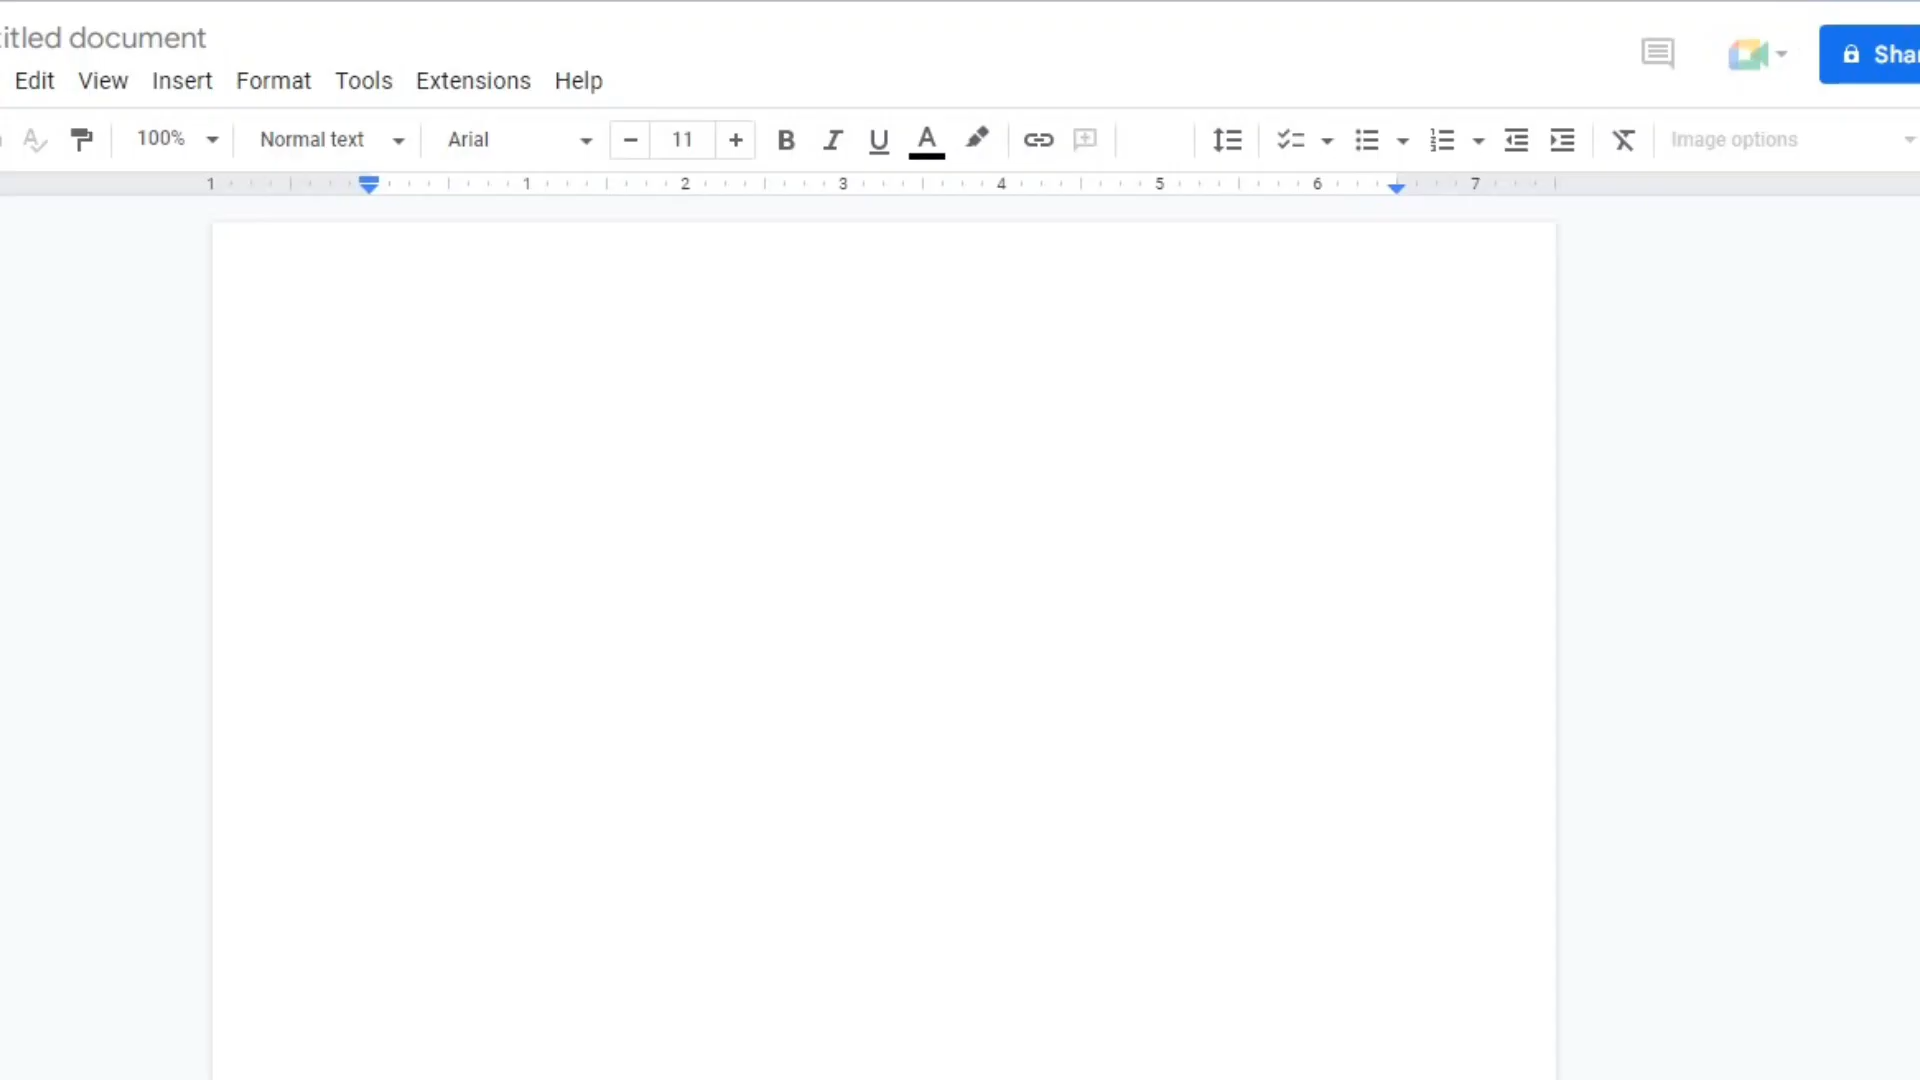 itled document
Edit View Insert Format Tools Extensions Help
Shar
100% Normal text Arial − 11 + B I U A Image options
1 1 2 3 4 5 6 7